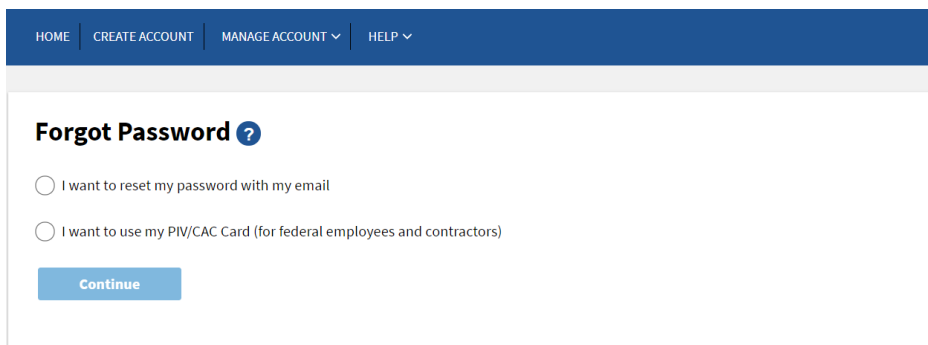 HOME CREATE ACCOUNT MANAGE ACCOUNT HELP
Forgot Password ?
I want to reset my password with my email
I want to use my PIV/CAC Card (for federal employees and contractors)
Continue